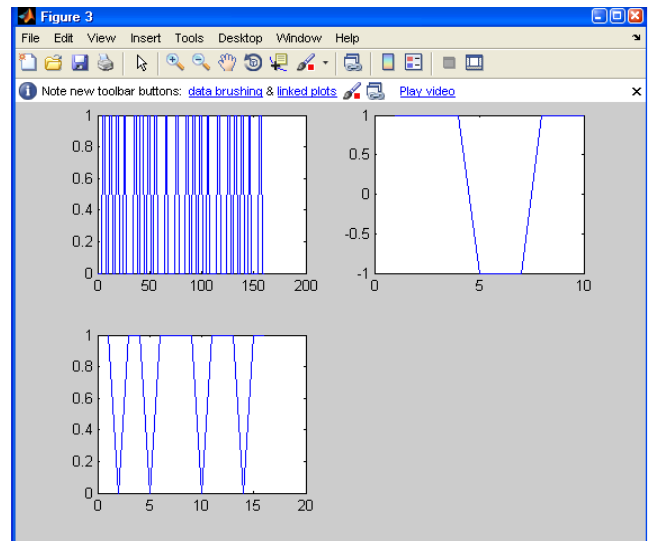 Figure 3
File Edit View Insert Tools Desktop Window Help
Note new toolbar buttons: data brushing & linked plots Play video
1
0.8
0.6
0.4
0.2
0
0 50 100 150 200
1
0.5
0
-0.5
-1
0 5 10
1
0.8
0.6
0.4
0.2
0
0 5 10 15 20